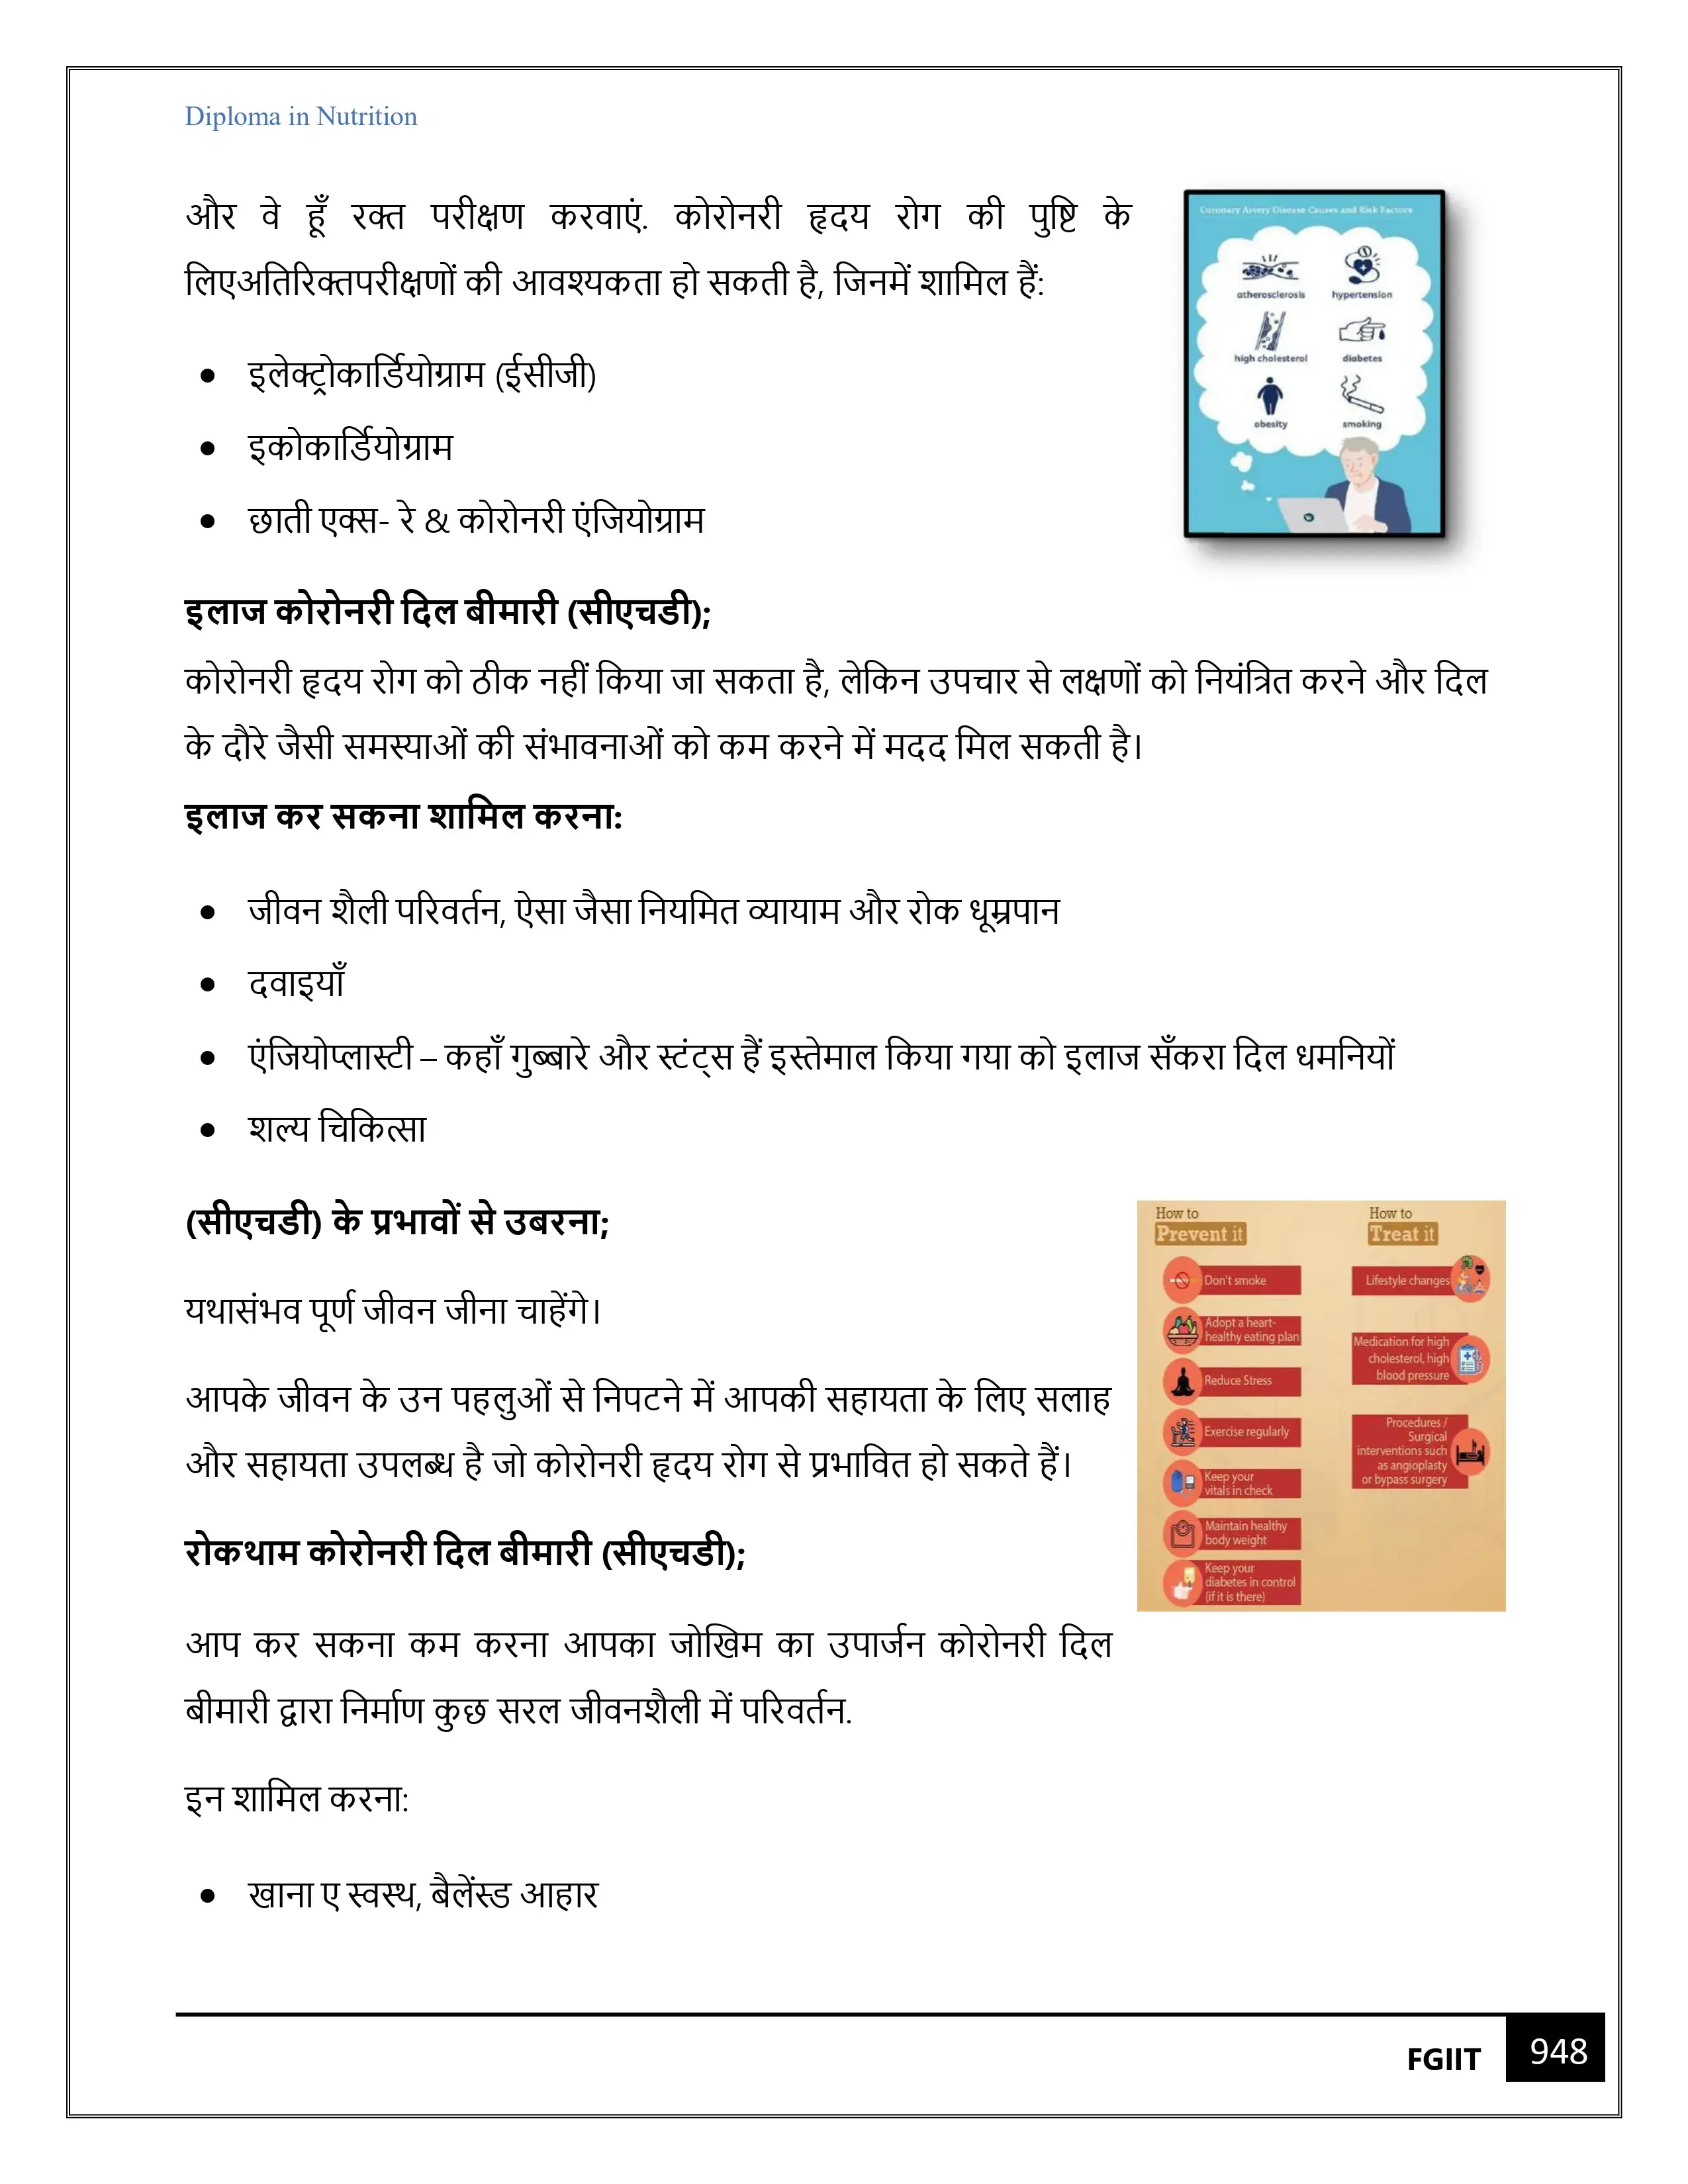 Diploma in Nutrition
और वे हूँ रक्त परीक्षण करवाएं. कोरोनरी हृदय रोग की पुष्टि के
लिएअतिरिक्तपरीक्षणों की आवश्यकता हो सकती है, जिनमें शामिल हैं:
• इलेक्ट्रोकार्डियोग्राम (ईसीजी)
• इकोकार्डियोग्राम
• छाती एक्स- रे & कोरोनरी एंजियोग्राम
Coronary Artery Disease Causes and Risk Factors
atherosclerosis hypertension
high cholesterol diabetes
obesity smoking
इलाज कोरोनरी दिल बीमारी (सीएचडी);
कोरोनरी हृदय रोग को ठीक नहीं किया जा सकता है, लेकिन उपचार से लक्षणों को नियंत्रित करने और दिल
के दौरे जैसी समस्याओं की संभावनाओं को कम करने में मदद मिल सकती है।
इलाज कर सकना शामिल करना:
• जीवन शैली परिवर्तन, ऐसा जैसा नियमित व्यायाम और रोक धूम्रपान
• दवाइयाँ
• एंजियोप्लास्टी – कहाँ गुब्बारे और स्टंट्स हैं इस्तेमाल किया गया को इलाज सँकरा दिल धमनियों
• शल्य चिकित्सा
(सीएचडी) के प्रभावों से उबरना;
यथासंभव पूर्ण जीवन जीना चाहेंगे।
आपके जीवन के उन पहलुओं से निपटने में आपकी सहायता के लिए सलाह
और सहायता उपलब्ध है जो कोरोनरी हृदय रोग से प्रभावित हो सकते हैं।
रोकथाम कोरोनरी दिल बीमारी (सीएचडी);
आप कर सकना कम करना आपका जोखिम का उपार्जन कोरोनरी दिल
बीमारी द्वारा निर्माण कुछ सरल जीवनशैली में परिवर्तन.
इन शामिल करना:
• खाना ए स्वस्थ, बैलेंस्ड आहार
How to
Prevent it
Don't smoke
Adopt a heart-
healthy eating plan
Reduce Stress
Exercise regularly
Keep your
vitals in check
Maintain healthy
body weight
Keep your
diabetes in control
(if it is there)
How to
Treat it
Lifestyle changes
Medication for high
cholesterol, high
blood pressure
Procedures /
Surgical
interventions such
as angioplasty
or bypass surgery
FGIIT 948